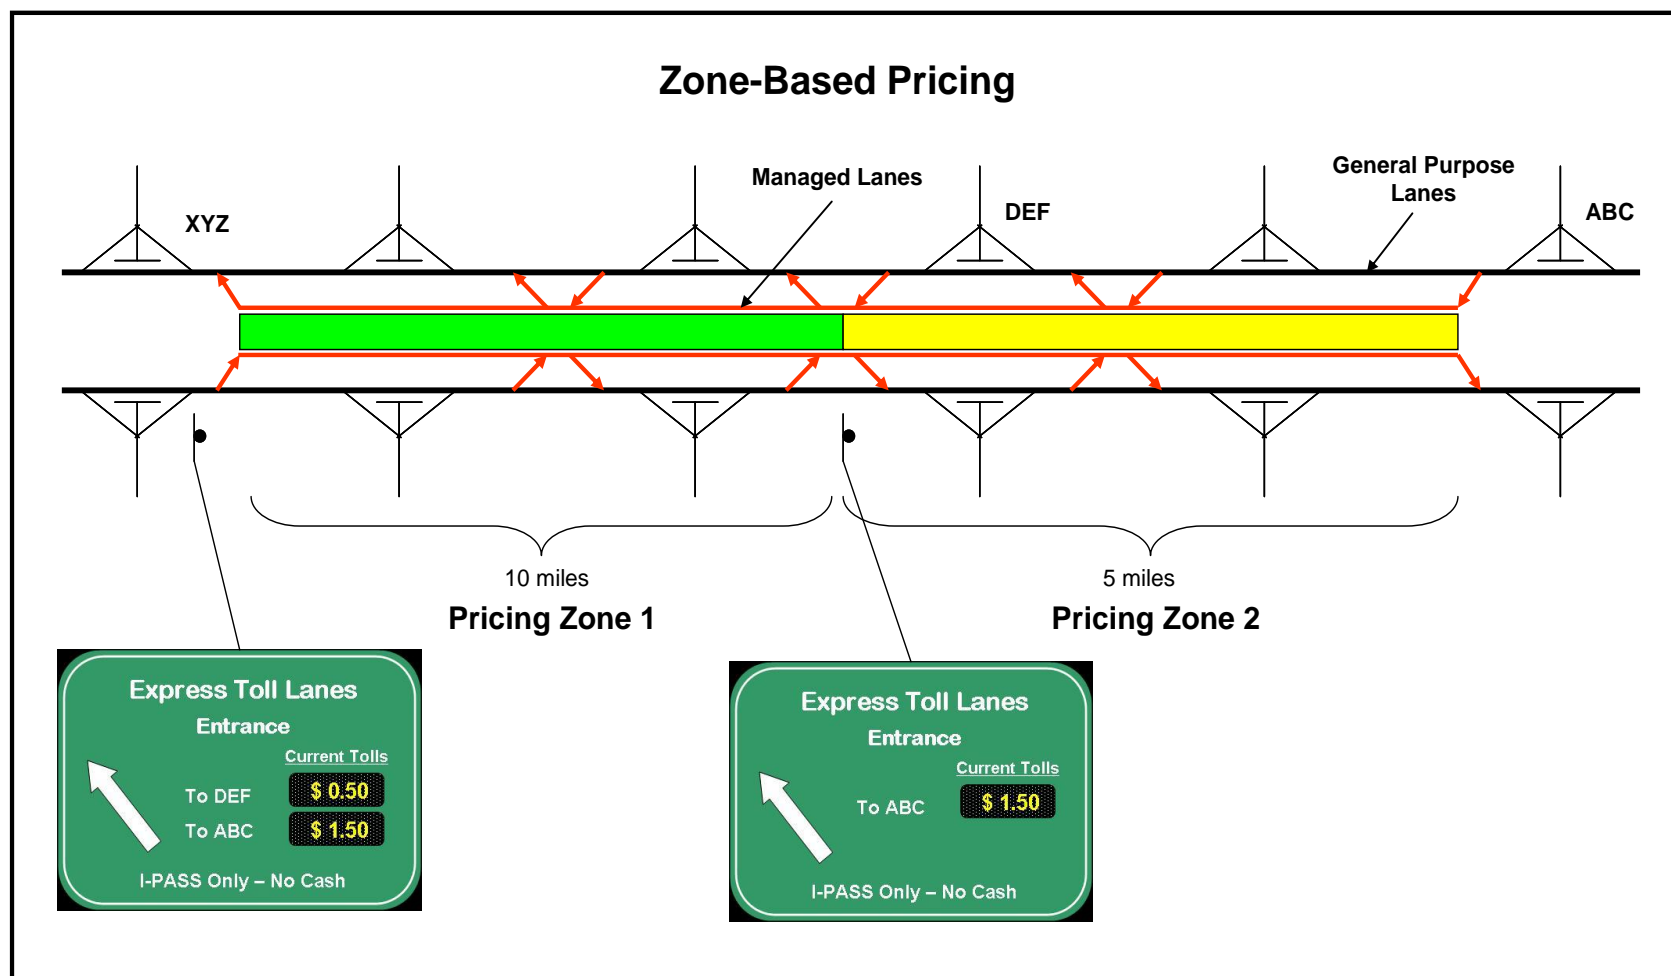 Zone-Based Pricing
Managed Lanes
General Purpose
Lanes
XYZ
DEF
ABC
10 miles
Pricing Zone 1
5 miles
Pricing Zone 2
Express Toll Lanes
Entrance
Current Tolls
To DEF $ 0.50
To ABC $ 1.50
I-PASS Only – No Cash
Express Toll Lanes
Entrance
Current Tolls
To ABC $ 1.50
I-PASS Only – No Cash